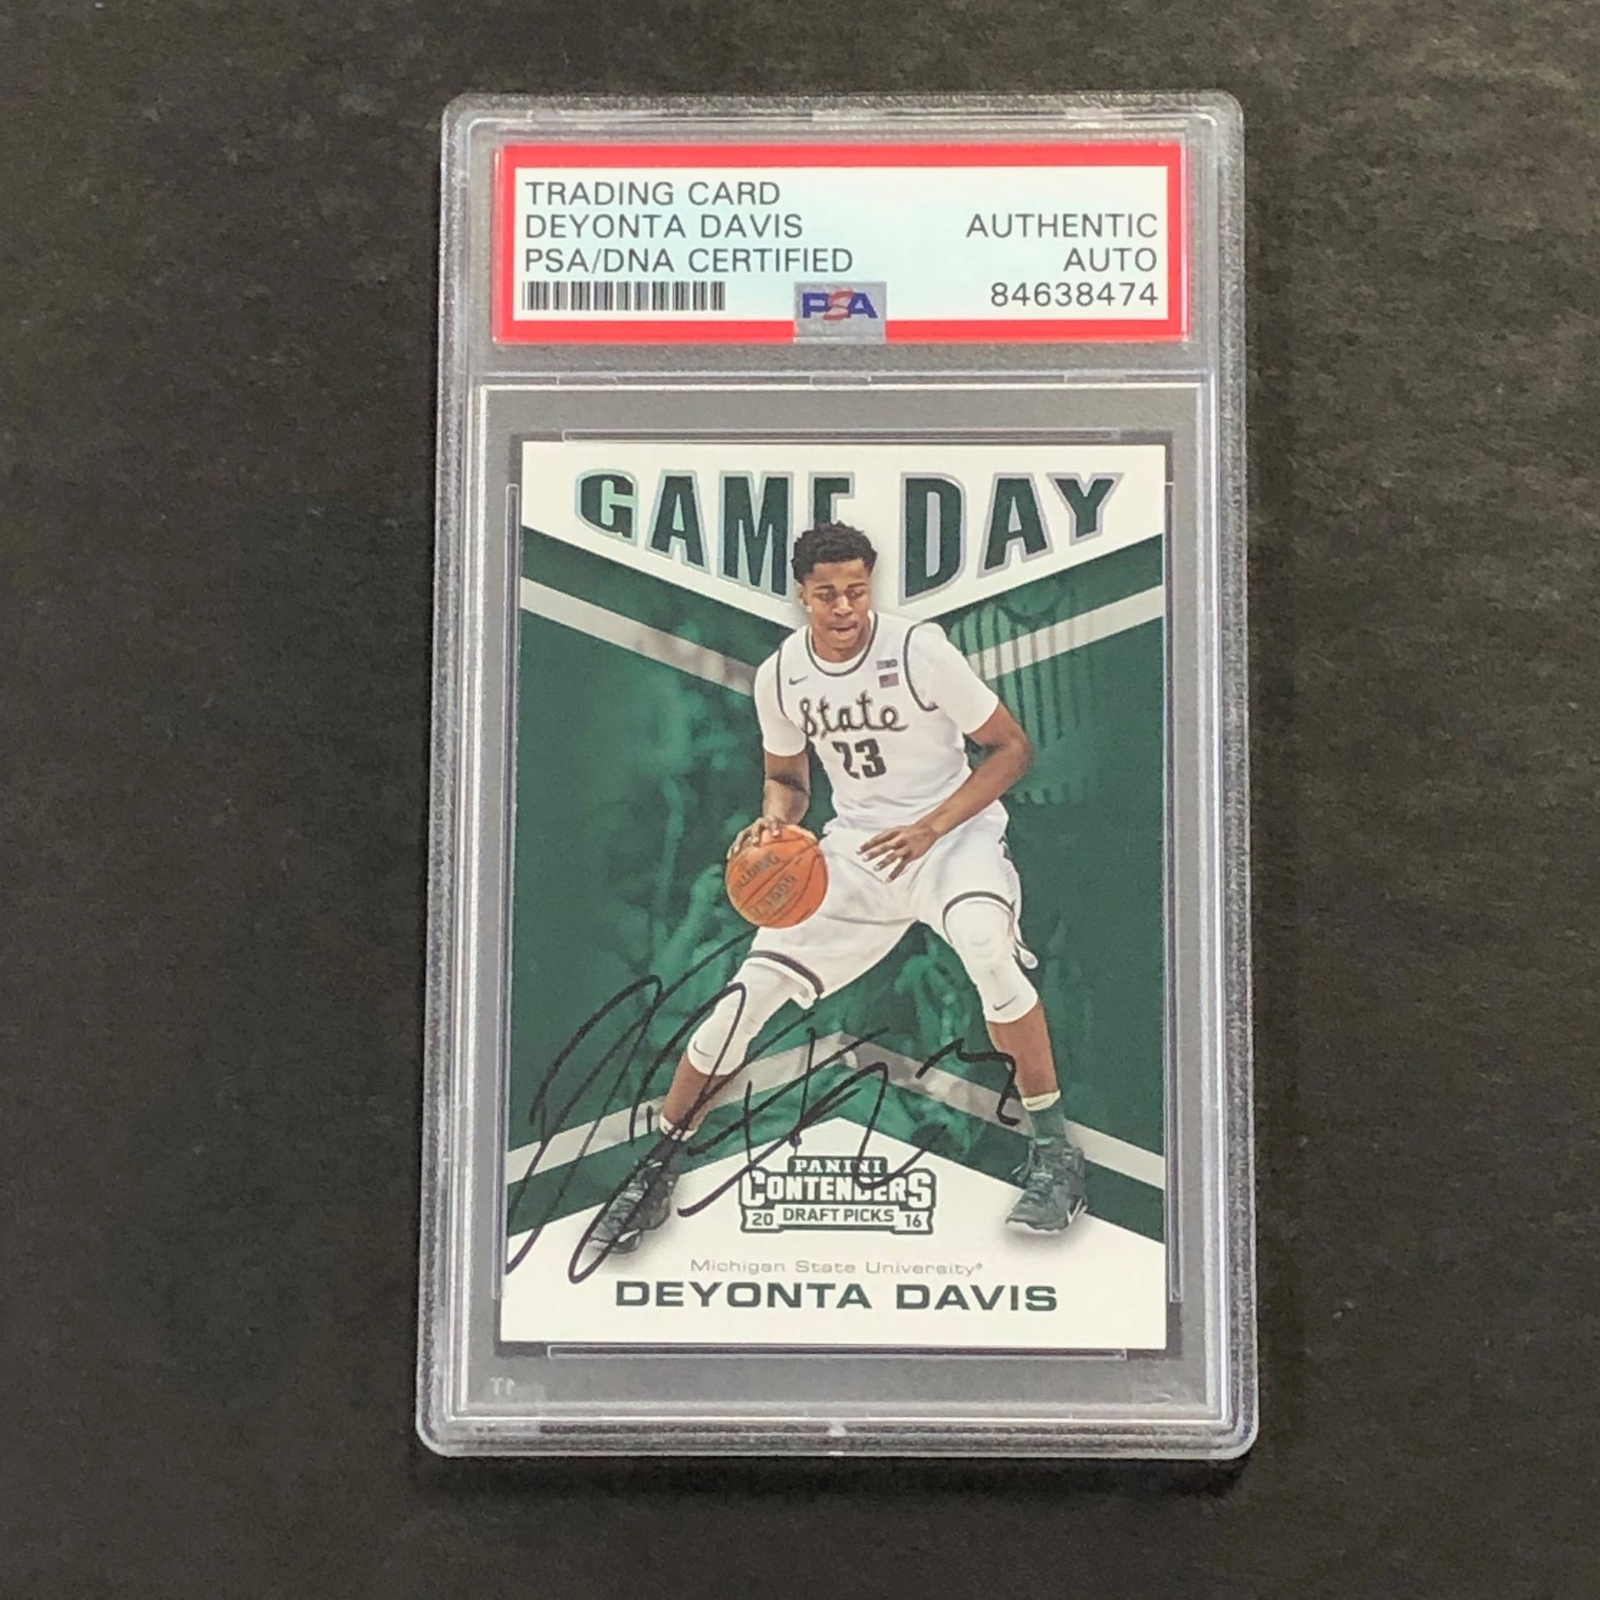 TRADING CARD
DEYONTA DAVIS
PSA/DNA CERTIFIED
AUTHENTIC
AUTO
84638474
PSA
GAME DAY
State
23
SPALDING
PANINI
CONTENDERS
20 DRAFT PICKS 16
Michigan State University®
DEYONTA DAVIS